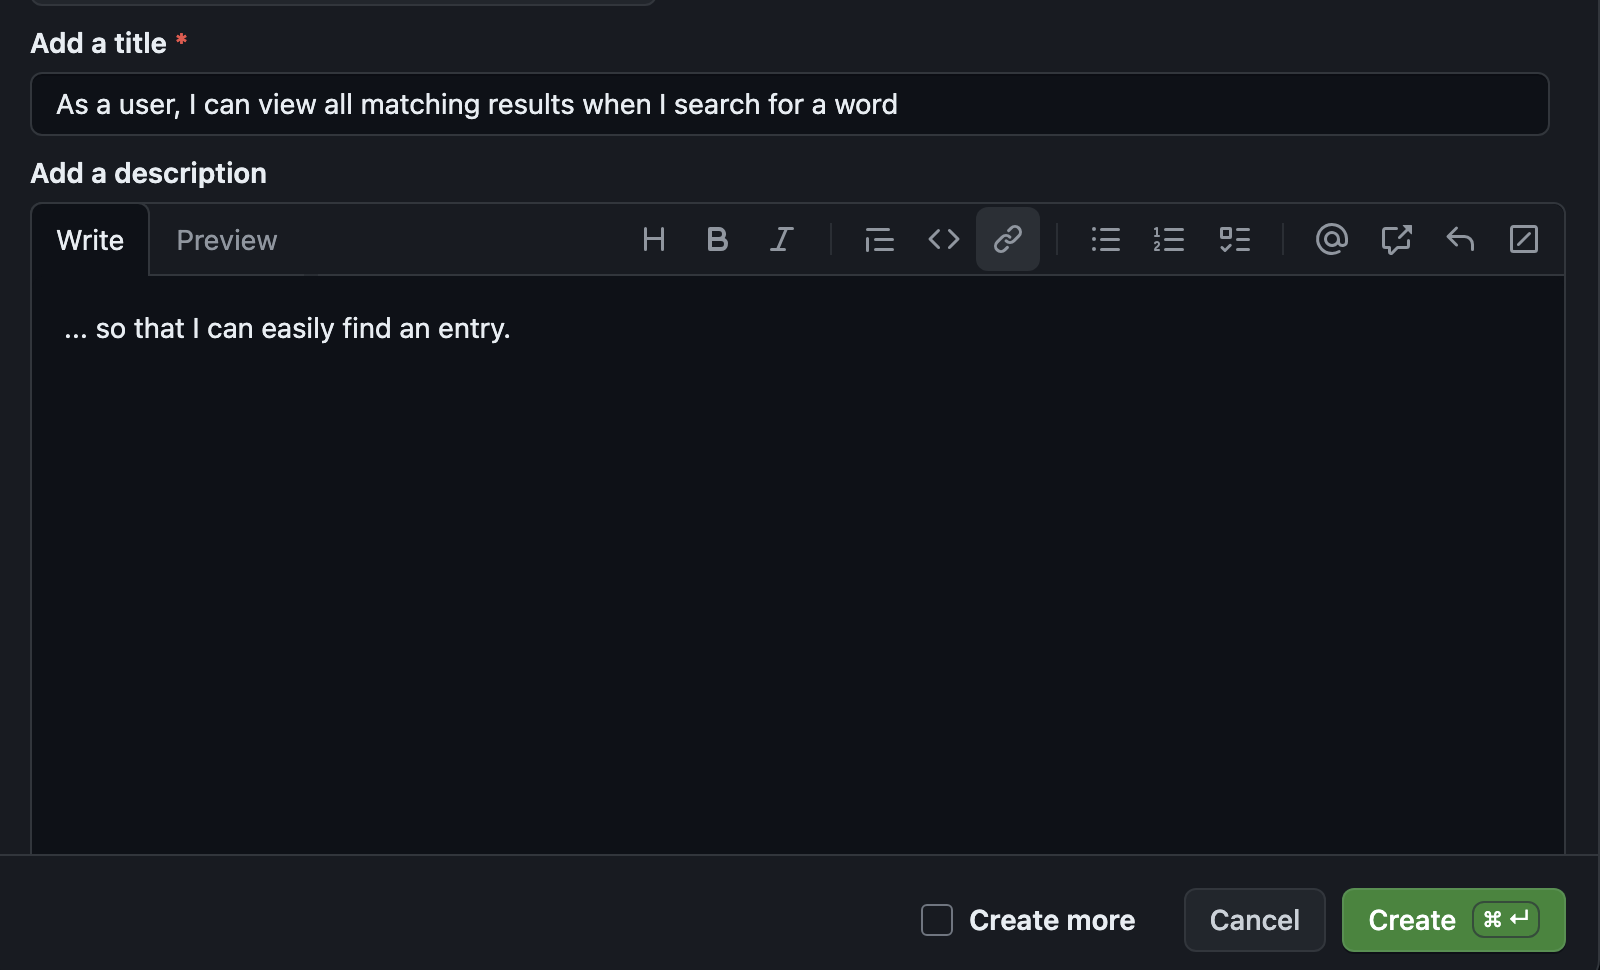 Add a title *
As a user, I can view all matching results when I search for a word
Add a description
Write Preview
... so that I can easily find an entry.
Create more Cancel Create ⌘ ↵